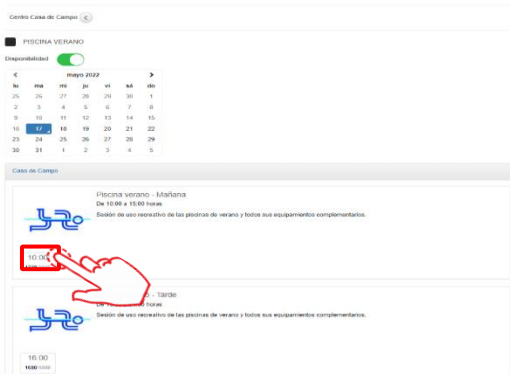 Centro Casa de Campo <
PISCINA VERANO
Disponibilidad
< mayo 2022 >
lu ma mi ju vi sá do
25 26 27 28 29 30 1
2 3 4 5 6 7 8
9 10 11 12 13 14 15
16 17 18 19 20 21 22
23 24 25 26 27 28 29
30 31 1 2 3 4 5
Casa de Campo
Piscina verano - Mañana
De 10:00 a 15:00 horas
Sesión de uso recreativo de las piscinas de verano y todos sus equipamientos complementarios.
10:00
- Tarde
horas
Sesión de uso recreativo de las piscinas de verano y todos sus equipamientos complementarios.
16:00